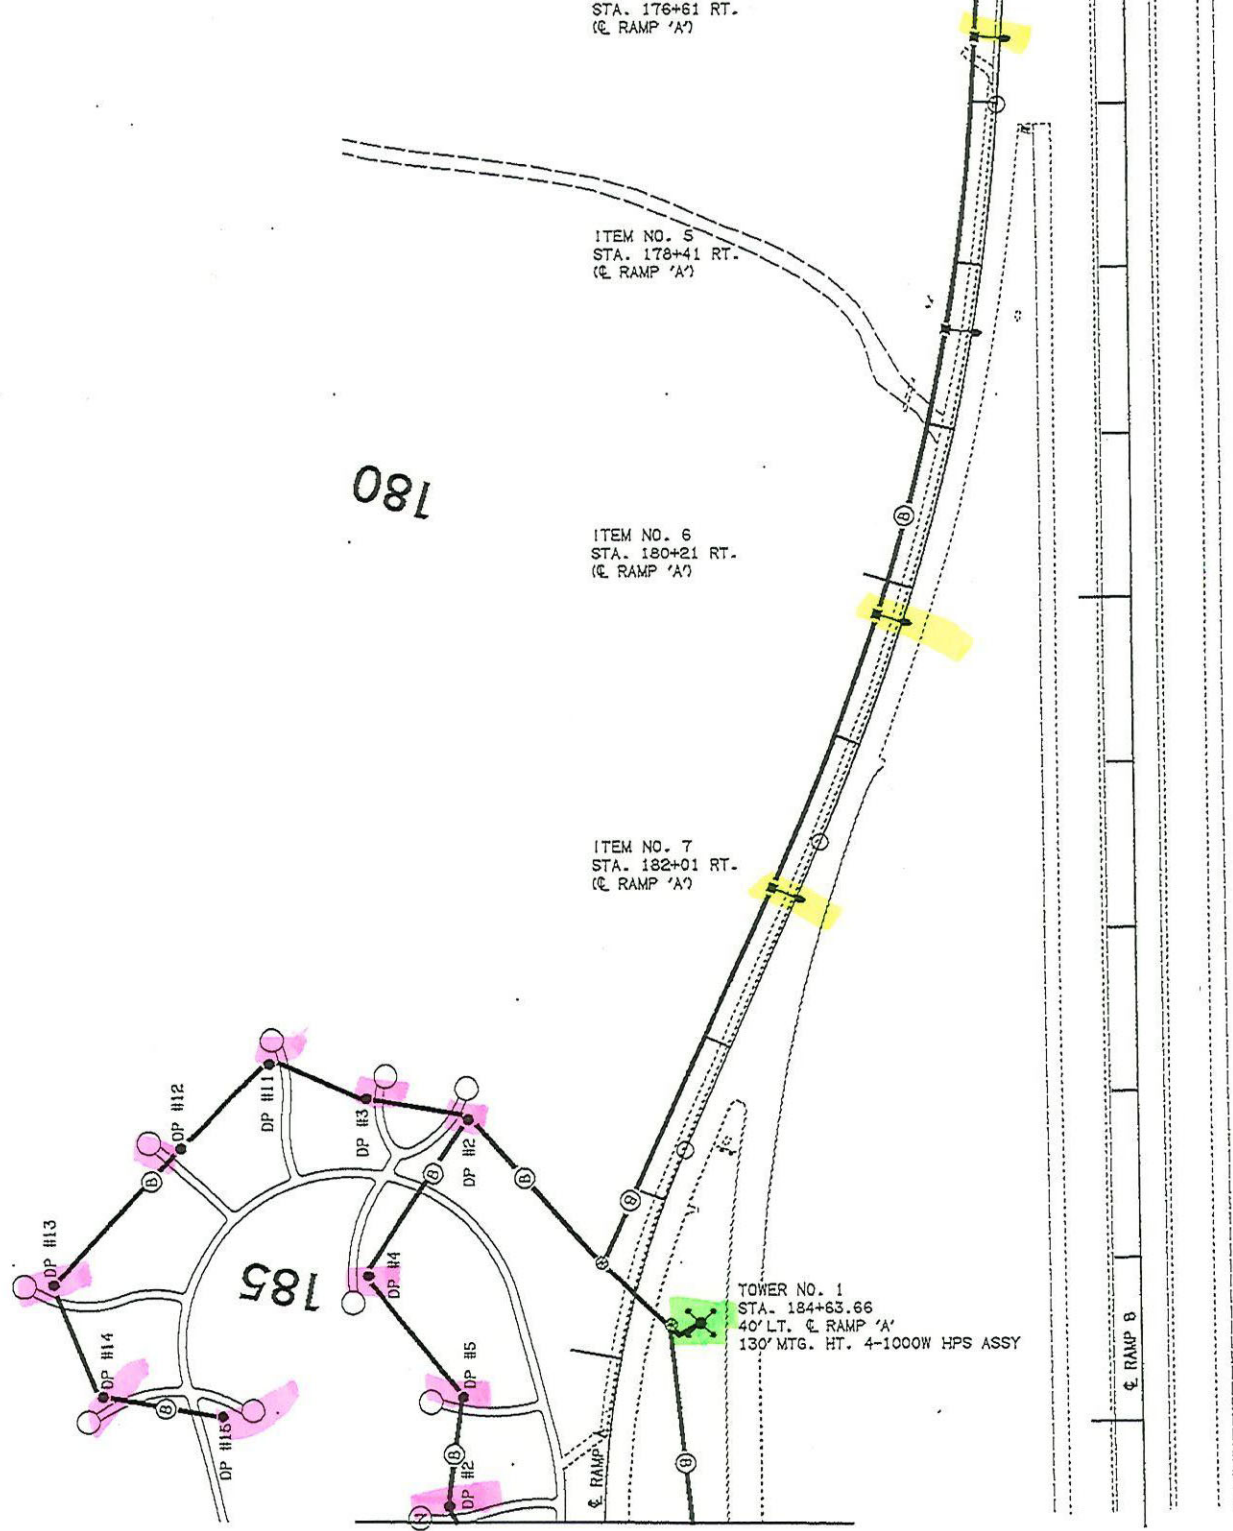 STA. 176+61 RT.
(℄ RAMP 'A')
ITEM NO. 5
STA. 178+41 RT.
(℄ RAMP 'A')
180
ITEM NO. 6
STA. 180+21 RT.
(℄ RAMP 'A')
B
ITEM NO. 7
STA. 182+01 RT.
(℄ RAMP 'A')
DP #11
DP #12
DP #3
DP #2
B
B
B
B
DP #13
185
DP #4
TOWER NO. 1
STA. 184+63.66
40' LT. ℄ RAMP 'A'
130' MTG. HT. 4-1000W HPS ASSY
DP #14
DP #5
℄ RAMP B
B
DP #15
B
B
DP #2
℄ RAMP